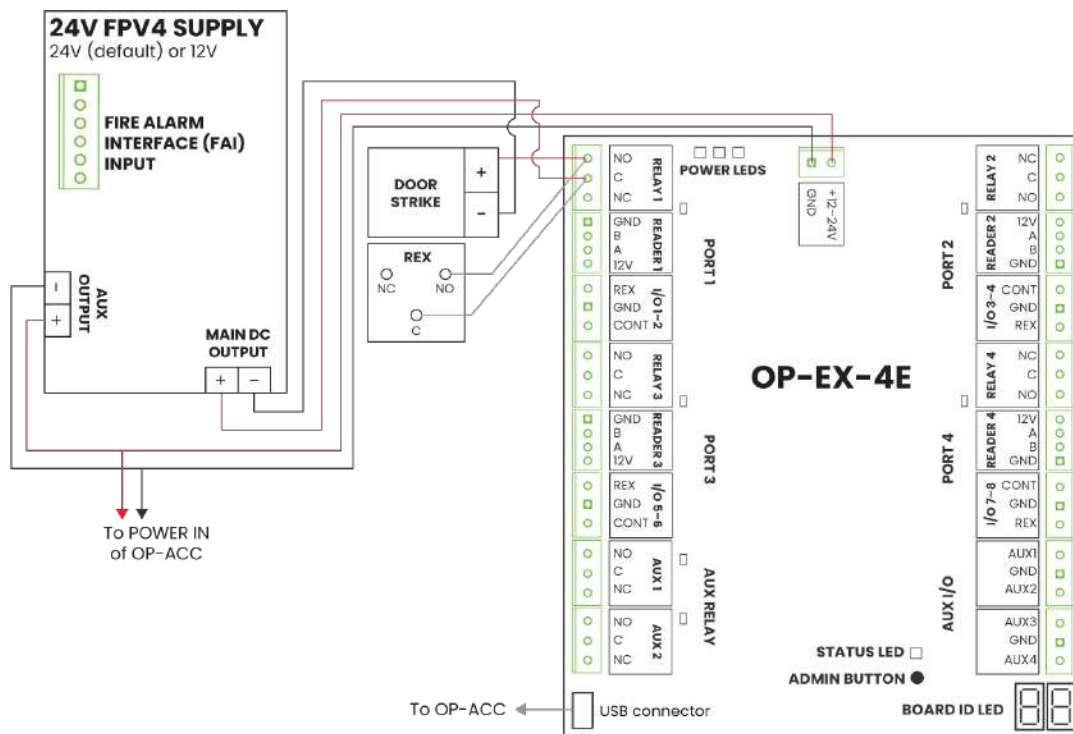 24V FPV4 SUPPLY
24V (default) or 12V
FIRE ALARM
INTERFACE (FAI)
INPUT
−
+
AUX
OUTPUT
MAIN DC
OUTPUT
+
−
To POWER IN
of OP-ACC
DOOR
STRIKE
+
-
REX
NC
NO
C
POWER LEDS
GND
+12-24V
OP-EX-4E
NO
C
NC
RELAY 1
GND
B
A
12V
READER 1
REX
GND
CONT
I/O 1-2
PORT 1
NO
C
NC
RELAY 3
GND
B
A
12V
READER 3
REX
GND
CONT
I/O 5-6
PORT 3
NO
C
NC
AUX 1
NO
C
NC
AUX 2
AUX RELAY
NC
C
NO
RELAY 2
12V
A
B
GND
READER 2
CONT
GND
REX
I/O 3-4
PORT 2
NC
C
NO
RELAY 4
12V
A
B
GND
READER 4
CONT
GND
REX
I/O 7-8
PORT 4
AUX1
GND
AUX2
AUX3
GND
AUX4
AUX I/O
STATUS LED
ADMIN BUTTON
BOARD ID LED
88
To OP-ACC
USB connector